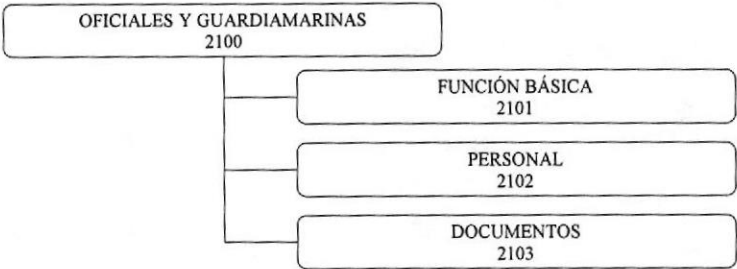 OFICIALES Y GUARDIAMARINAS
2100
FUNCIÓN BÁSICA
2101
PERSONAL
2102
DOCUMENTOS
2103